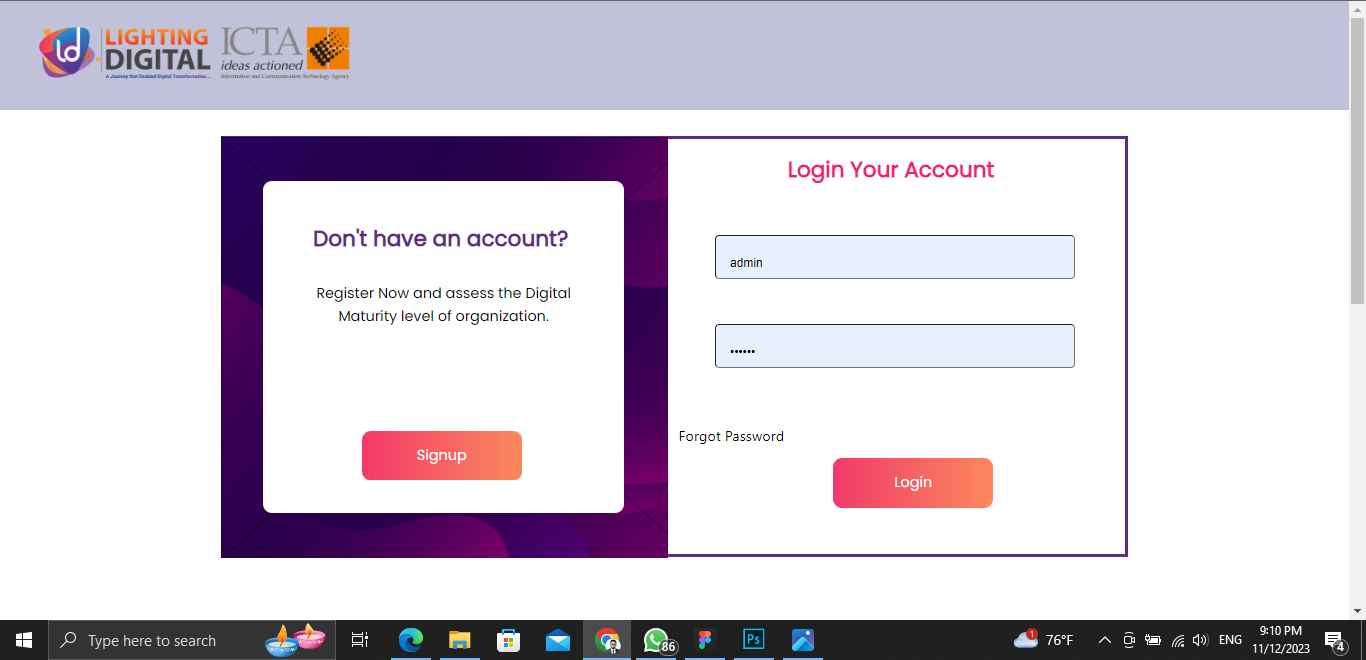 LIGHTING
DIGITAL
A Journey that Enabled Digital Transformation...
ICTA
ideas actioned
Information and Communication Technology Agency
Login Your Account
Don't have an account?
admin
Register Now and assess the Digital
Maturity level of organization.
••••••
Forgot Password
Signup
Login
Type here to search
86
Ps
1
76°F
ENG
9:10 PM
11/12/2023
4